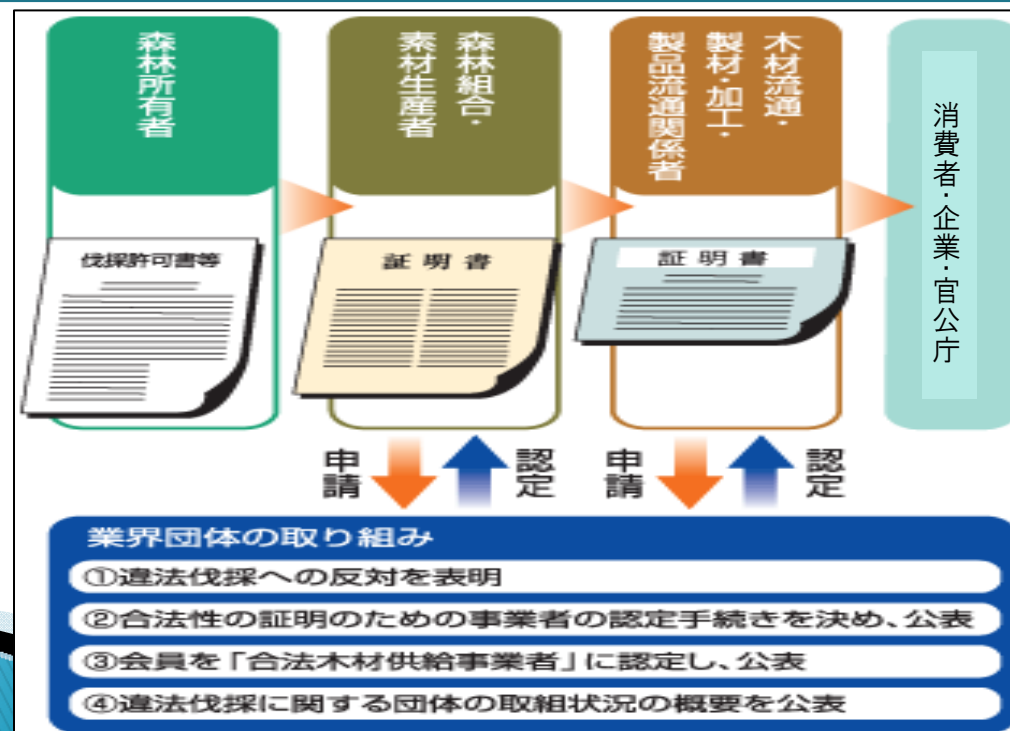 森林所有者
森林組合・
素材生産者
木材流通・
製材・加工・
製品流通関係者
消費者・企業・官公庁
伐採許可書等
証明書
証明書
申請
認定
申請
認定
業界団体の取り組み
①違法伐採への反対を表明
②合法性の証明のための事業者の認定手続きを決め、公表
③会員を「合法木材供給事業者」に認定し、公表
④違法伐採に関する団体の取組状況の概要を公表